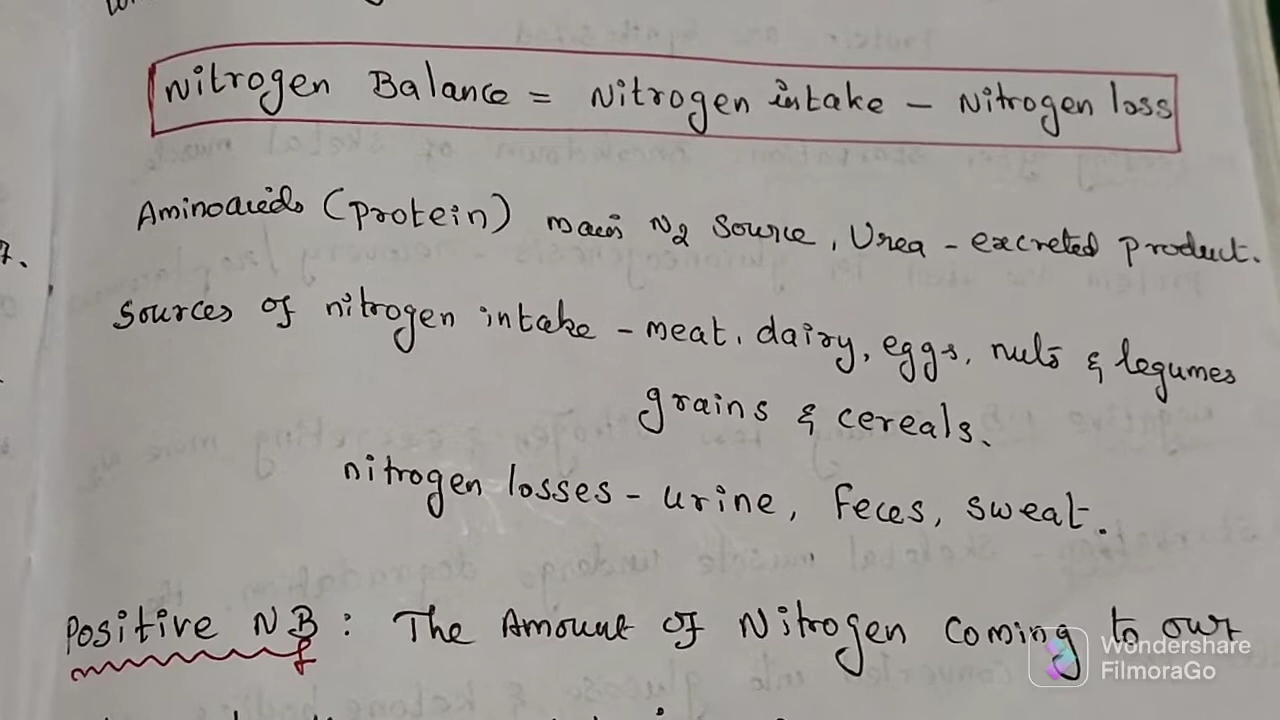 Nitrogen Balance = Nitrogen intake - Nitrogen loss
Aminoacids (protein) main N2 source, Urea - excreted product.
7.
Sources of nitrogen intake - meat, dairy, eggs, nuts & legumes
grains & cereals.
nitrogen losses - urine, Feces, sweat.
Positive NB : The Amount of Nitrogen coming to our
Wondershare
FilmoraGo